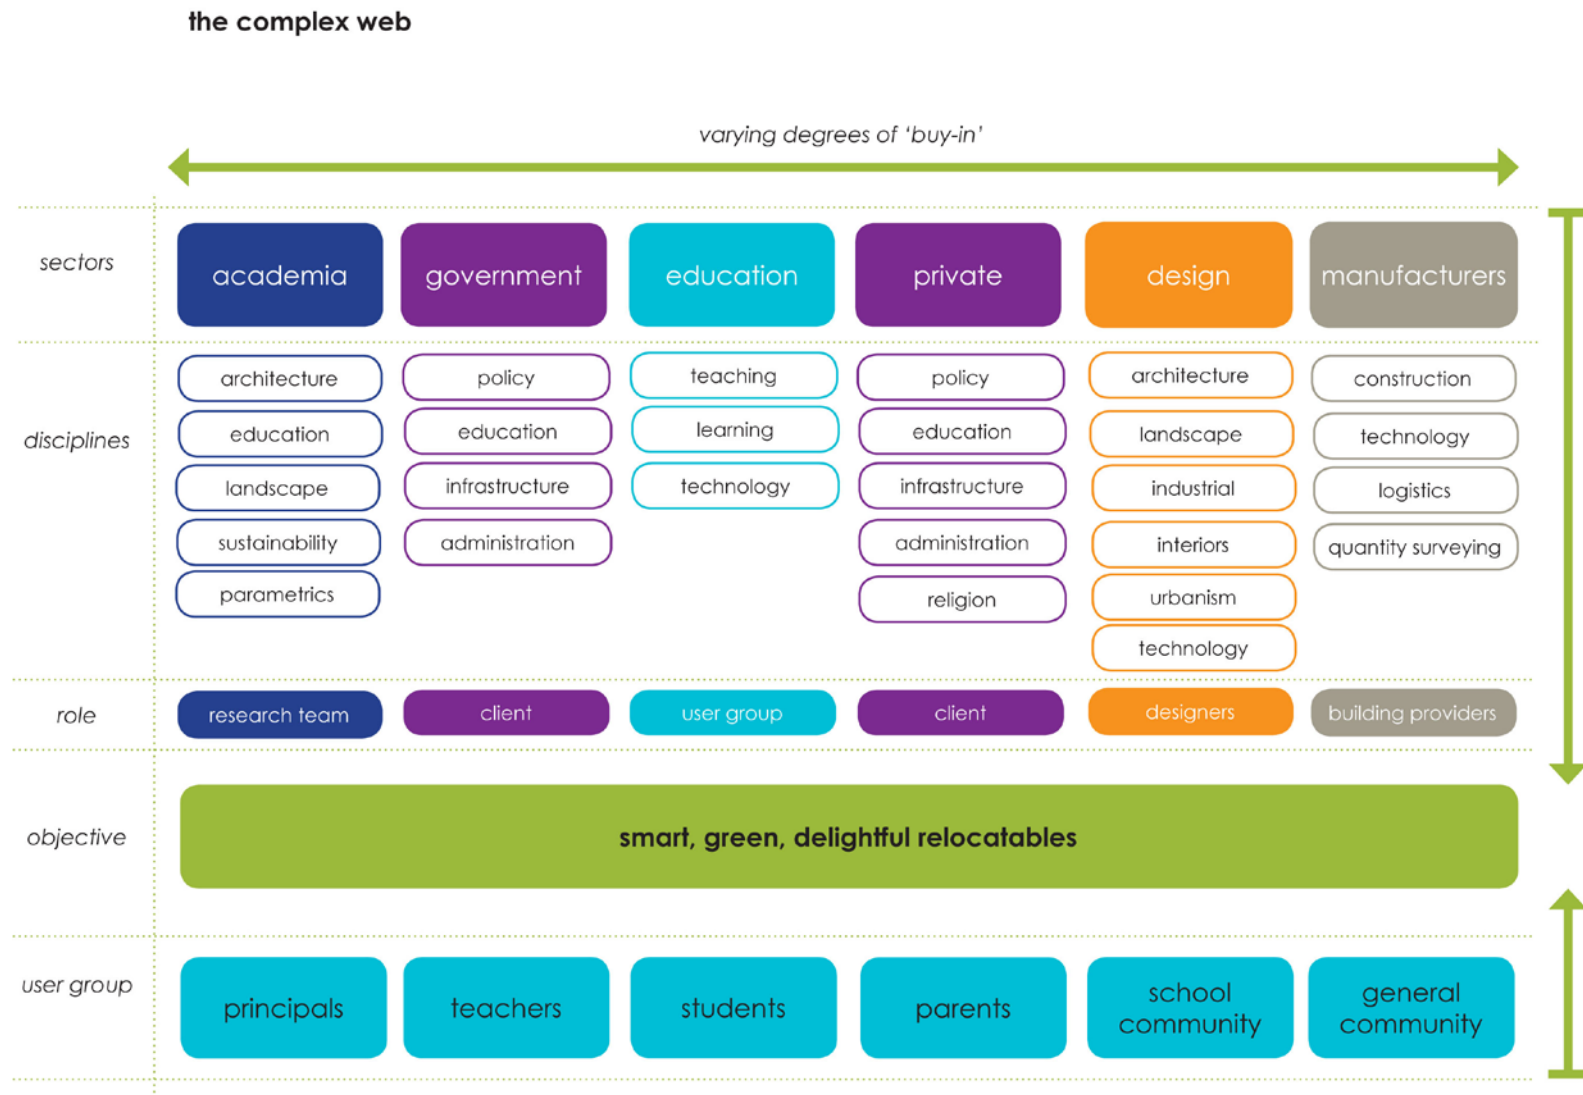 the complex web
varying degrees of ‘buy-in’
sectors
academia
government
education
private
design
manufacturers
disciplines
architecture
education
landscape
sustainability
parametrics
policy
education
infrastructure
administration
teaching
learning
technology
policy
education
infrastructure
administration
religion
architecture
landscape
industrial
interiors
urbanism
technology
construction
technology
logistics
quantity surveying
role
research team
client
user group
client
designers
building providers
objective
smart, green, delightful relocatables
user group
principals
teachers
students
parents
school
community
general
community